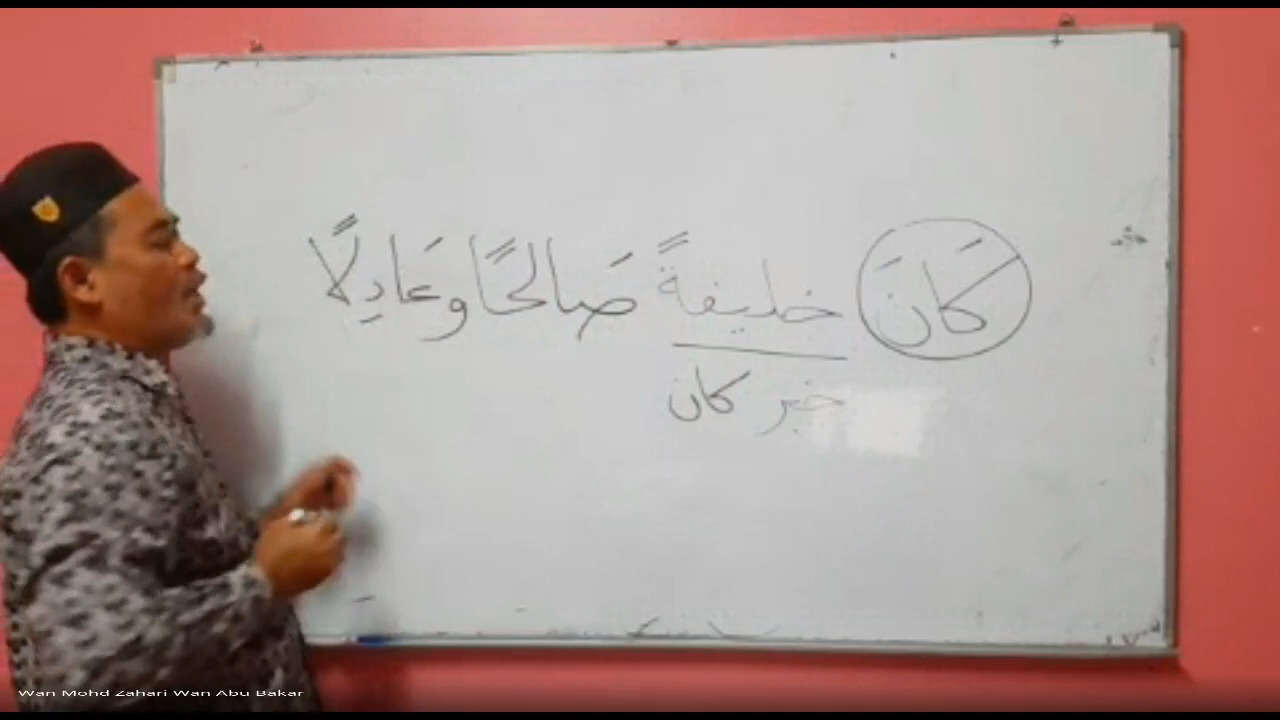 كَانَ خليفةً صَالحًا وعَادِلًا
خبر كان
Wan Mohd Zahari Wan Abu Bakar